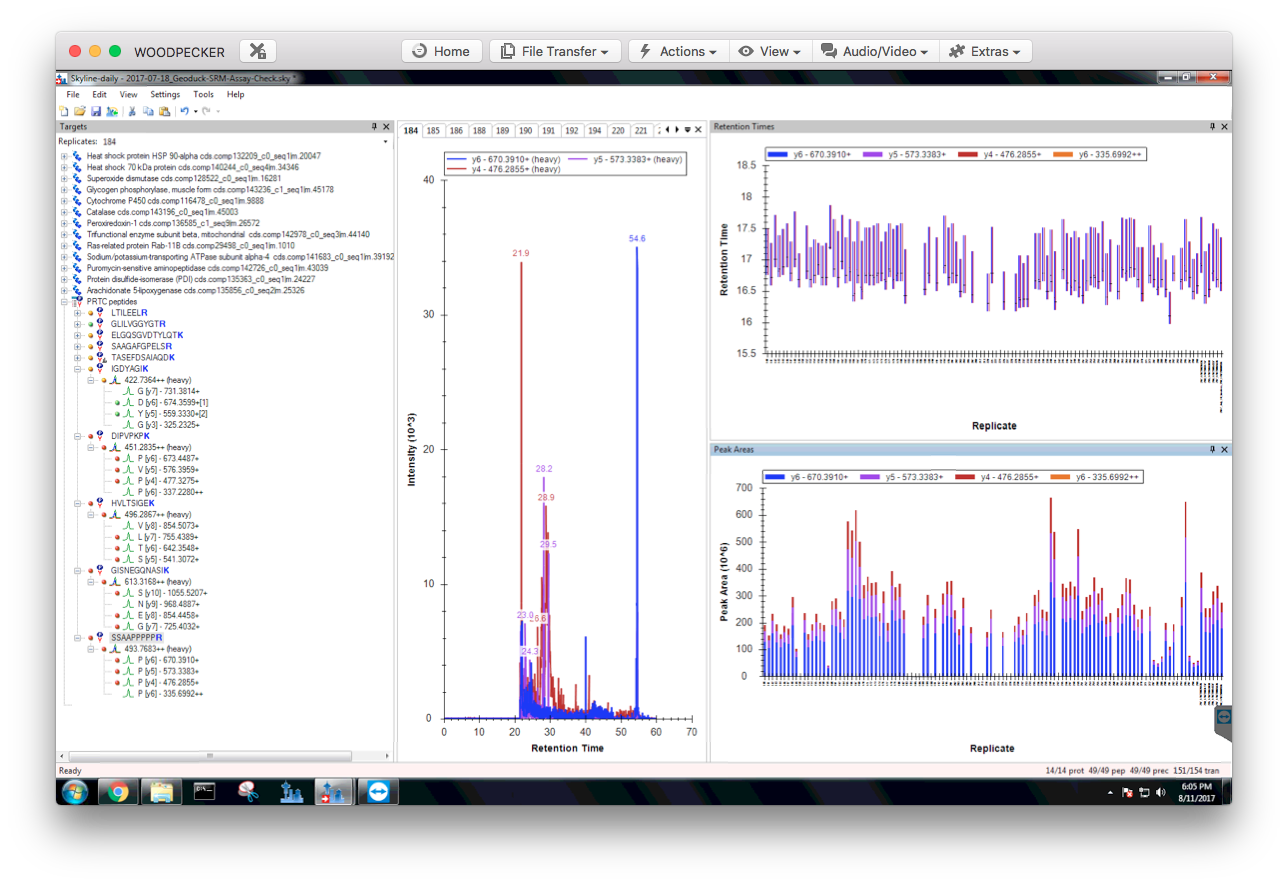 WOODPECKER
Home
File Transfer
Actions
View
Audio/Video
Extras
Skyline-daily - 2017-07-18_Geoduck-SRM-Assay-Check.sky *
File Edit View Settings Tools Help
Targets
Replicates: 184
Heat shock protein HSP 90-alpha cds.comp132209_c0_seq1|m.20047
Heat shock 70 kDa protein cds.comp140244_c0_seq4|m.34346
Superoxide dismutase cds.comp128522_c0_seq1|m.16281
Glycogen phosphorylase, muscle form cds.comp143236_c1_seq1|m.45178
Cytochrome P450 cds.comp116478_c0_seq1|m.9888
Catalase cds.comp143196_c0_seq1|m.45003
Peroxiredoxin-1 cds.comp136585_c1_seq9|m.26572
Trifunctional enzyme subunit beta, mitochondrial cds.comp142978_c0_seq3|m.44140
Ras-related protein Rab-11B cds.comp29498_c0_seq1|m.1010
Sodium/potassium-transporting ATPase subunit alpha-4 cds.comp141683_c0_seq1|m.39192
Puromycin-sensitive aminopeptidase cds.comp142726_c0_seq1|m.43039
Protein disulfide-isomerase (PDI) cds.comp135363_c0_seq1|m.24227
Arachidonate 5-lipoxygenase cds.comp135856_c0_seq2|m.25326
PRTC peptides
LTILEELR
GLILVGGYGTR
ELGQSGVDTYLQTK
SAAGAFGPELSR
TASEFDSAIAQDK
IGDYAGIK
422.7364++ (heavy)
G [y7] - 731.3814+
D [y6] - 674.3599+[1]
Y [y5] - 559.3330+[2]
G [y3] - 325.2325+
DIPVPKPK
451.2835++ (heavy)
P [y6] - 673.4487+
V [y5] - 576.3959+
P [y4] - 477.3275+
P [y6] - 337.2280++
HVLTSIGEK
496.2867++ (heavy)
V [y8] - 854.5073+
L [y7] - 755.4389+
T [y6] - 642.3548+
S [y5] - 541.3072+
GISNEGQNASIK
613.3168++ (heavy)
S [y10] - 1055.5207+
N [y9] - 968.4887+
E [y8] - 854.4458+
G [y7] - 725.4032+
SSAAPPPPPR
493.7683++ (heavy)
P [y6] - 670.3910+
P [y5] - 573.3383+
P [y4] - 476.2855+
P [y6] - 335.6992++
184 185 186 188 189 190 191 192 194 220 221
y6 - 670.3910+ (heavy) y5 - 573.3383+ (heavy)
y4 - 476.2855+ (heavy)
Intensity (10^3)
40
30
20
10
0
54.6
21.9
28.2
28.9
29.5
23.0
26.6
24.3
0 10 20 30 40 50 60 70
Retention Time
Retention Times
y6 - 670.3910+ y5 - 573.3383+ y4 - 476.2855+ y6 - 335.6992++
Retention Time
18.5
18
17.5
17
16.5
16
15.5
Replicate
Peak Areas
y6 - 670.3910+ y5 - 573.3383+ y4 - 476.2855+ y6 - 335.6992++
Peak Area (10^6)
700
600
500
400
300
200
100
0
Replicate
Ready
14/14 prot 49/49 pep 49/49 prec 151/154 tran
6:05 PM
8/11/2017